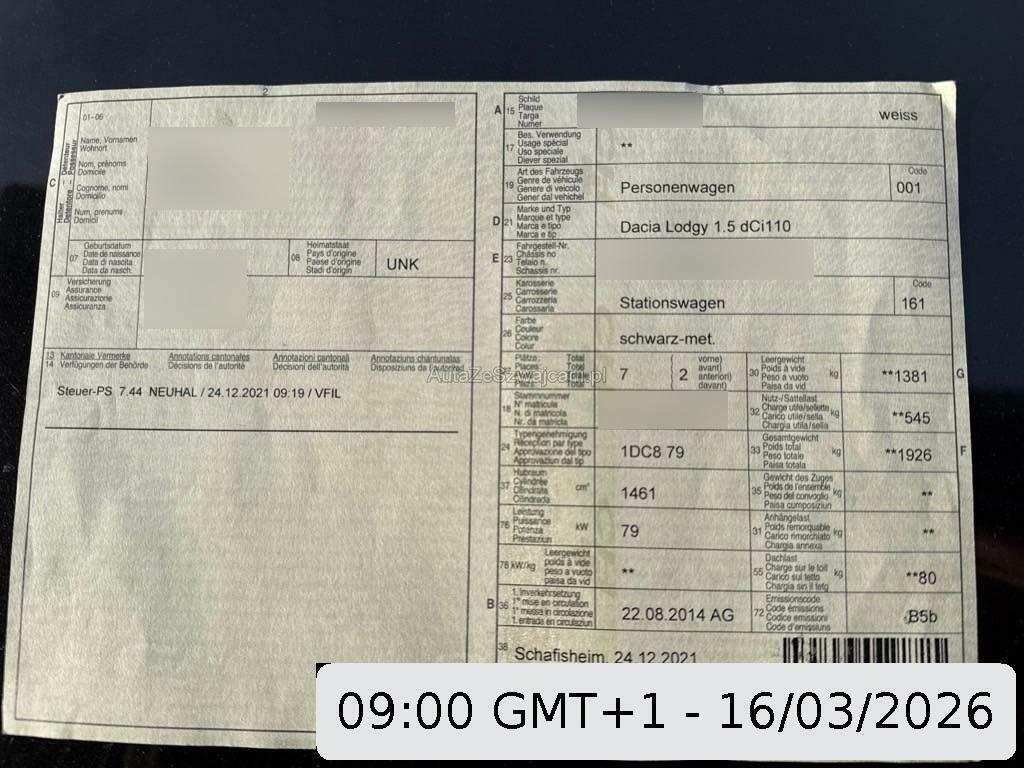 2
01-06
Name, Vornamen
Wohnort
Nom, prénoms
Domicile
Cognome, nomi
Domicilio
Num, prenums
Domicil
C
Halter
Détenteur
07
Geburtsdatum
Date de naissance
Data di nascita
Data da nasch.
08
Heimatstaat
Pays d'origine
Paese d'origine
Stadi d'origin
UNK
09
Versicherung
Assurance
Assicurazione
Assicuranza
13
14
Kantonale Vermerke
Verfügungen der Behörde
Annotations cantonales
Décisions de l'autorité
Annotazioni cantonali
Decisioni dell'autorità
Annotaziuns chantunalas
Disposiziuns da l'autoritad
Steuer-PS 7.44 NEUHAL / 24.12.2021 09:19 / VFIL
3
A 15
Schild
Plaque
Targa
Numer
weiss
17
Bes. Verwendung
Usage spécial
Uso speciale
Diever spezial
**
19
Art des Fahrzeugs
Genre de véhicule
Genere di veicolo
Gener dal vehichel
Personenwagen
Code
001
D 21
Marke und Typ
Marque et type
Marca e tipo
Marca e tip
Dacia Lodgy 1.5 dCi110
E 23
Fahrgestell-Nr.
Châssis no
Telaio n.
Schassis nr.
25
Karosserie
Carrosserie
Carrozzeria
Carossaria
Stationswagen
Code
161
26
Farbe
Couleur
Colore
Colur
schwarz-met.
Plätze:
Places:
Total
Total
Totale
Total
7
2
vorne)
avant)
anteriori)
davant)
30
Leergewicht
Poids à vide
Peso a vuoto
Paisa da vid
kg
**1381
G
AutaZeSzwajcarii.pl
18
Stammnummer
N° matricule
N. di matricola
Nr. da matricla
32
Nutz-/Sattellast
Charge utile/sellette
Carico utile/sella
Chargia utila/sella
kg
**545
24
Typengenehmigung
Réception par type
Approvazione del tipo
Approvaziun dal tip
1DC8 79
33
Gesamtgewicht
Poids total
Peso totale
Paisa totala
kg
**1926
F
37
Hubraum
Cylindrée
Cilindrata
Cilindrada
cm³
1461
35
Gewicht des Zuges
Poids de l'ensemble
Peso del convoglio
Paisa cumposiziun
kg
**
76
Leistung
Puissance
Potenza
Prestaziun
kW
79
31
Anhängelast
Poids remorquable
Carico rimorchiato
Chargia annexa
kg
**
78 kW/kg
Leergewicht
poids à vide
peso a vuoto
paisa da vid
**
55
Dachlast
Charge sur le toit
Carico sul tetto
Chargia sin il tetg
kg
**80
B 36
1. Inverkehrsetzung
1re mise en circulation
1a messa in circolazione
1. entrada en circulaziun
22.08.2014 AG
72
Emissionscode
Code émissions
Codice emissioni
Code d'emissiuns
B5b
38
Schafisheim, 24.12.2021
09:00 GMT+1 - 16/03/2026